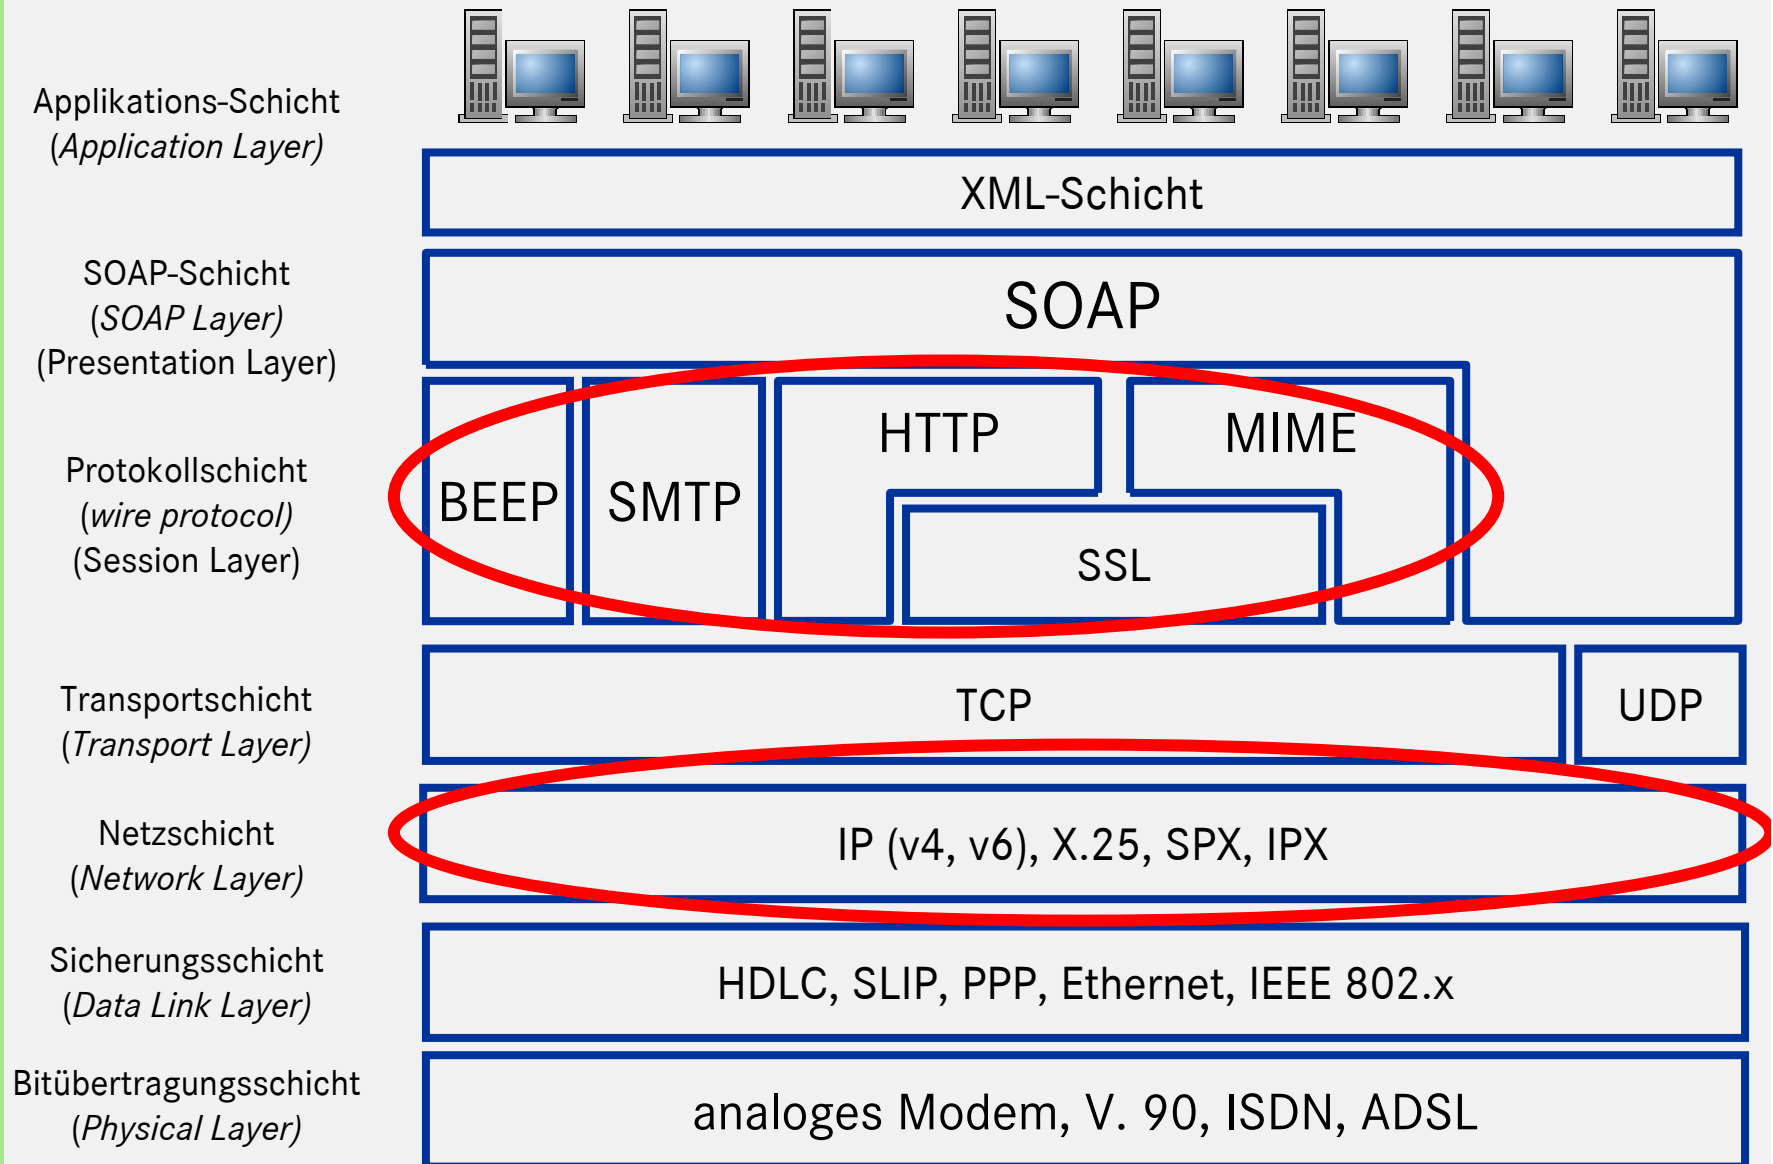 Applikations-Schicht
(Application Layer)
XML-Schicht
SOAP-Schicht
(SOAP Layer)
(Presentation Layer)
SOAP
Protokollschicht
(wire protocol)
(Session Layer)
BEEP
SMTP
HTTP
MIME
SSL
Transportschicht
(Transport Layer)
TCP
UDP
Netzschicht
(Network Layer)
IP (v4, v6), X.25, SPX, IPX
Sicherungsschicht
(Data Link Layer)
HDLC, SLIP, PPP, Ethernet, IEEE 802.x
Bitübertragungsschicht
(Physical Layer)
analoges Modem, V. 90, ISDN, ADSL